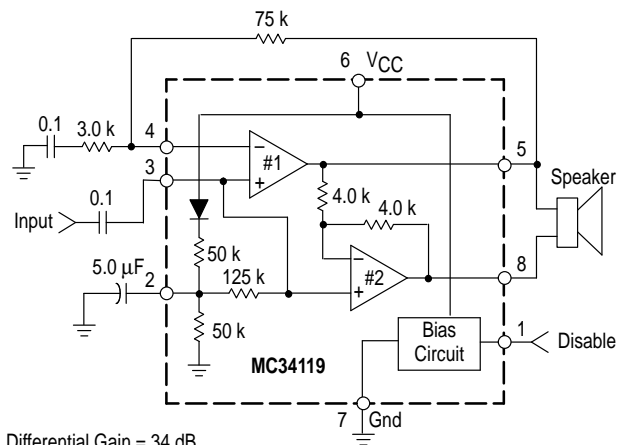 75 k
6 VCC
0.1
3.0 k
4
#1
5
3
Speaker
0.1
4.0 k
4.0 k
Input
50 k
5.0 µF
2
125 k
#2
8
50 k
Bias
Circuit
1
Disable
MC34119
7
Gnd
Differential Gain = 34 dB